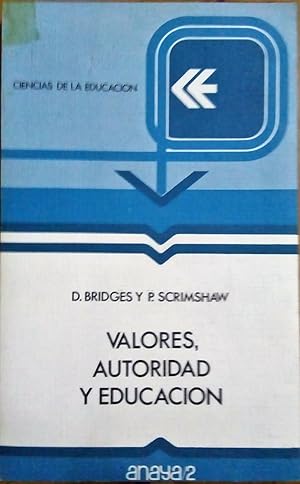 CIENCIAS DE LA EDUCACION
D. BRIDGES Y P. SCRIMSHAW
VALORES,
AUTORIDAD
Y EDUCACION
anaya/2